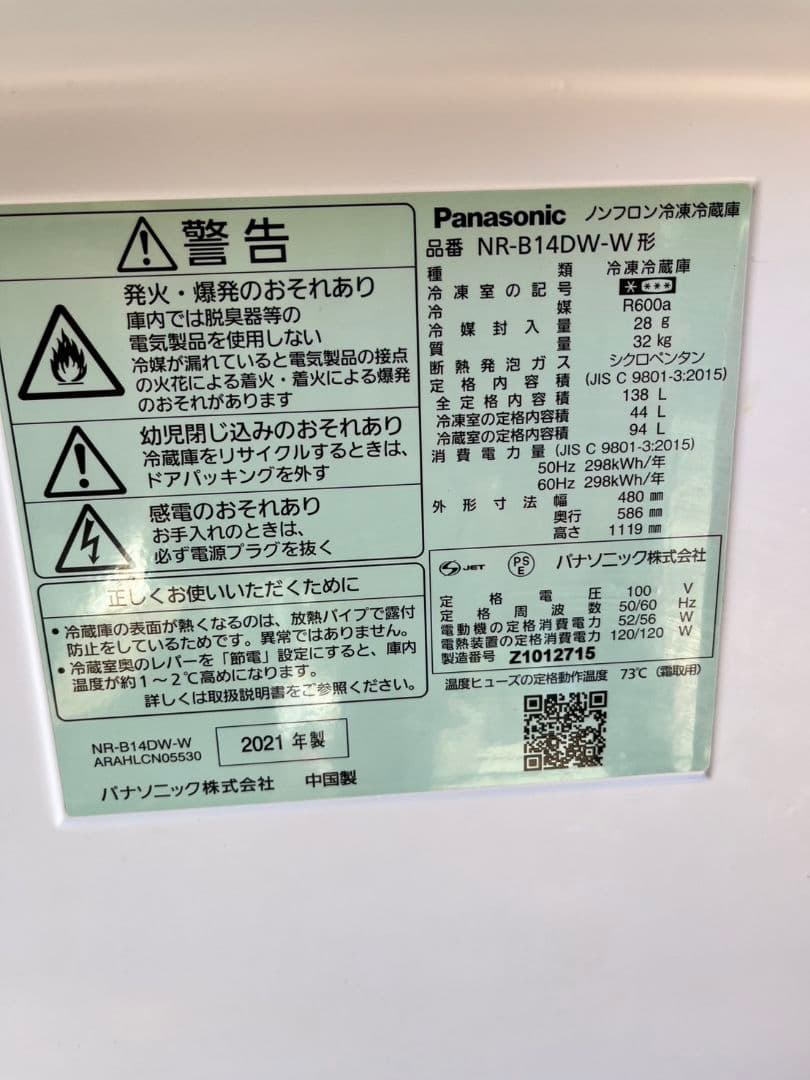 警告
発火・爆発のおそれあり
庫内では脱臭器等の
電気製品を使用しない
冷媒が漏れていると電気製品の接点
の火花による着火・着火による爆発
のおそれがあります
幼児閉じ込みのおそれあり
冷蔵庫をリサイクルするときは、
ドアパッキングを外す
感電のおそれあり
お手入れのときは、
必ず電源プラグを抜く
正しくお使いいただくために
・冷蔵庫の表面が熱くなるのは、放熱パイプで露付
防止をしているためです。異常ではありません。
・冷蔵室奥のレバーを「節電」設定にすると、庫内
温度が約1～2℃高めになります。
詳しくは取扱説明書をご参照ください。
NR-B14DW-W
ARAHLCN05530
2021 年製
パナソニック株式会社 中国製
Panasonic ノンフロン冷凍冷蔵庫
品番 NR-B14DW-W形
種類 冷凍冷蔵庫
冷凍室の記号 ＊＊＊＊
冷媒 R600a
冷媒封入量 28 g
質量 32 kg
断熱発泡ガス シクロペンタン
定格内容積 (JIS C 9801-3:2015)
全定格内容積 138 L
冷凍室の定格内容積 44 L
冷蔵室の定格内容積 94 L
消費電力量 (JIS C 9801-3:2015)
50Hz 298kWh/年
60Hz 298kWh/年
外形寸法 幅 480 mm
奥行 586 mm
高さ 1119 mm
S JET PSE パナソニック株式会社
定格電圧 100 V
定格周波数 50/60 Hz
電動機の定格消費電力 52/56 W
電熱装置の定格消費電力 120/120 W
製造番号 Z1012715
温度ヒューズの定格動作温度 73℃ (霜取用)